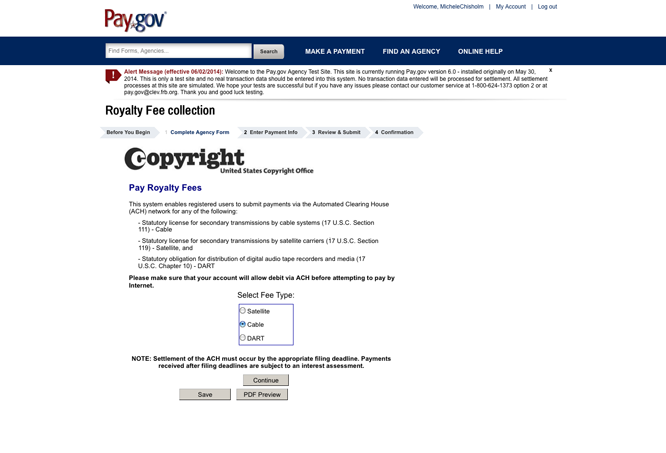 Welcome, MicheleChisholm | My Account | Log out
Pay.gov
Find Forms, Agencies...
Search
MAKE A PAYMENT
FIND AN AGENCY
ONLINE HELP
x
! Alert Message (effective 06/02/2014): Welcome to the Pay.gov Agency Test Site. This site is currently running Pay.gov version 6.0 - installed originally on May 30,
2014. This is only a test site and no real transaction data should be entered into this system. No transaction data entered will be processed for settlement. All settlement
processes at this site are simulated. We hope your tests are successful but if you have any issues please contact our customer service at 1-800-624-1373 option 2 or at
pay.gov@clev.frb.org. Thank you and good luck testing.
Royalty Fee collection
Before You Begin
1 Complete Agency Form
2 Enter Payment Info
3 Review & Submit
4 Confirmation
Copyright
United States Copyright Office
Pay Royalty Fees
This system enables registered users to submit payments via the Automated Clearing House
(ACH) network for any of the following:
- Statutory license for secondary transmissions by cable systems (17 U.S.C. Section
111) - Cable
- Statutory license for secondary transmissions by satellite carriers (17 U.S.C. Section
119) - Satellite, and
- Statutory obligation for distribution of digital audio tape recorders and media (17
U.S.C. Chapter 10) - DART
Please make sure that your account will allow debit via ACH before attempting to pay by
Internet.
Select Fee Type:
Satellite
Cable
DART
NOTE: Settlement of the ACH must occur by the appropriate filing deadline. Payments
received after filing deadlines are subject to an interest assessment.
Continue
Save
PDF Preview